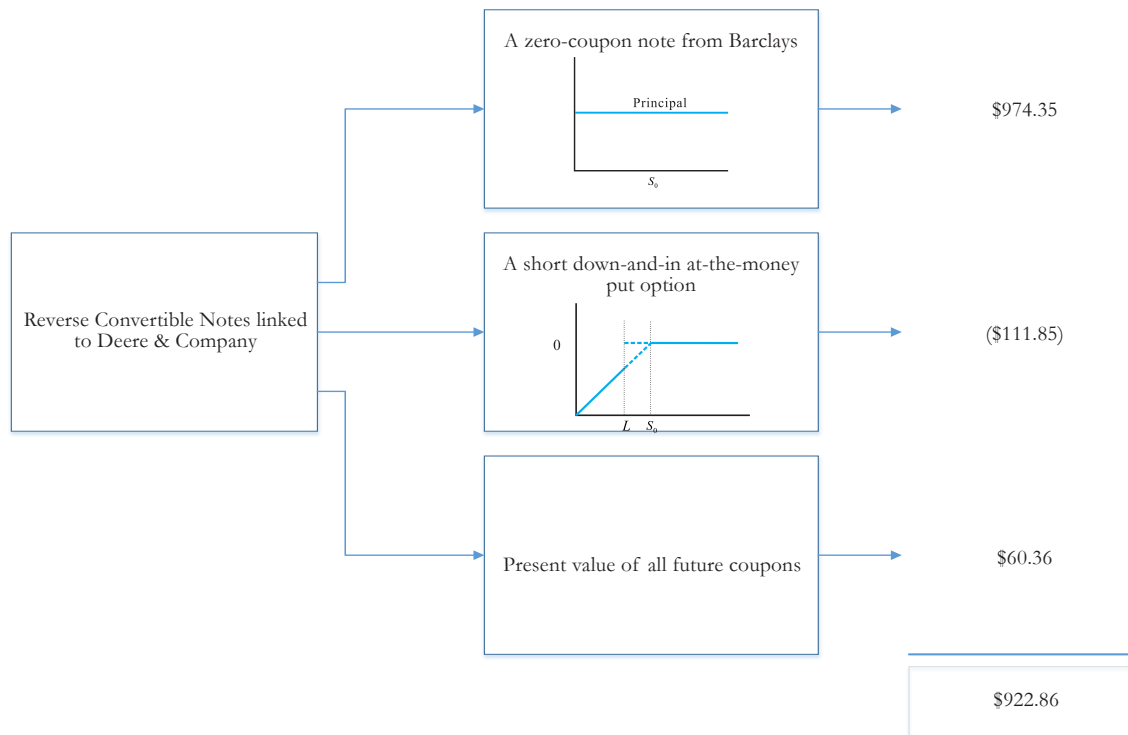 A zero-coupon note from Barclays
Principal
S₀
$974.35
Reverse Convertible Notes linked
to Deere & Company
A short down-and-in at-the-money
put option
0
L S₀
($111.85)
Present value of all future coupons
$60.36
$922.86